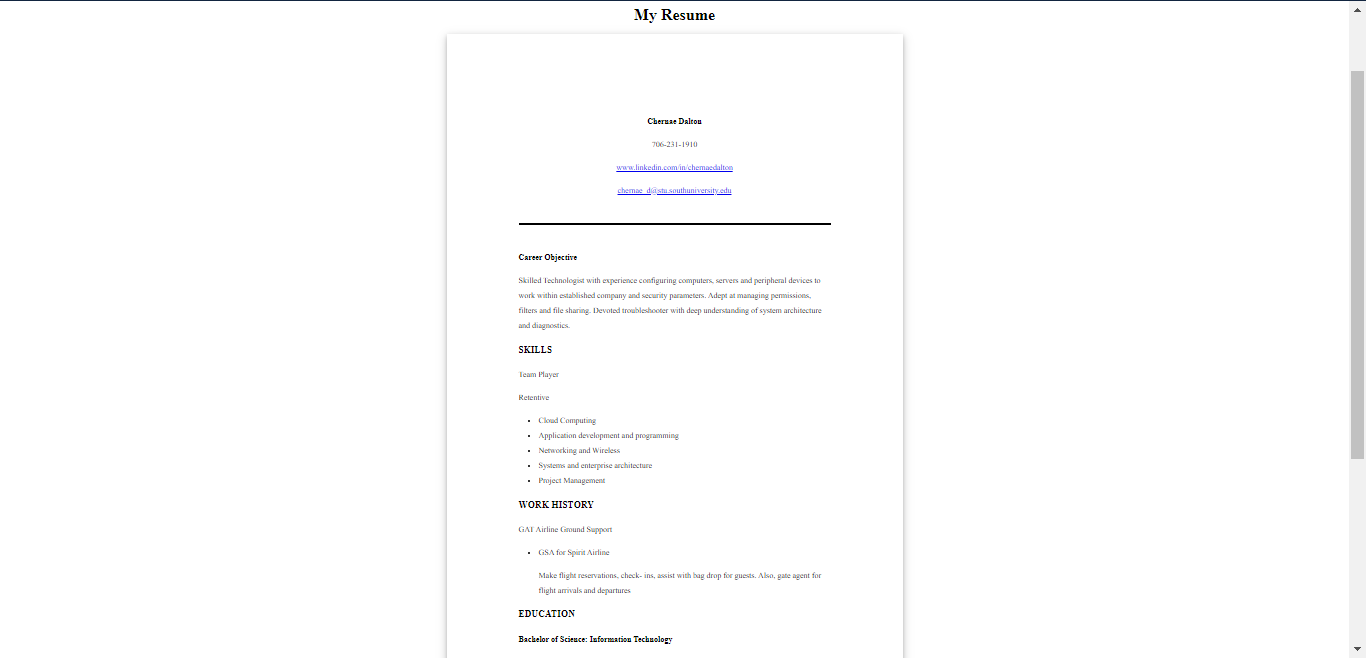 My Resume
Chernae Dalton
706-231-1910
www.linkedin.com/in/chernaedalton
chernae_d@stu.southuniversity.edu
Career Objective
Skilled Technologist with experience configuring computers, servers and peripheral devices to
work within established company and security parameters. Adept at managing permissions,
filters and file sharing. Devoted troubleshooter with deep understanding of system architecture
and diagnostics.
SKILLS
Team Player
Retentive
• Cloud Computing
• Application development and programming
• Networking and Wireless
• Systems and enterprise architecture
• Project Management
WORK HISTORY
GAT Airline Ground Support
• GSA for Spirit Airline
Make flight reservations, check- ins, assist with bag drop for guests. Also, gate agent for
flight arrivals and departures
EDUCATION
Bachelor of Science: Information Technology